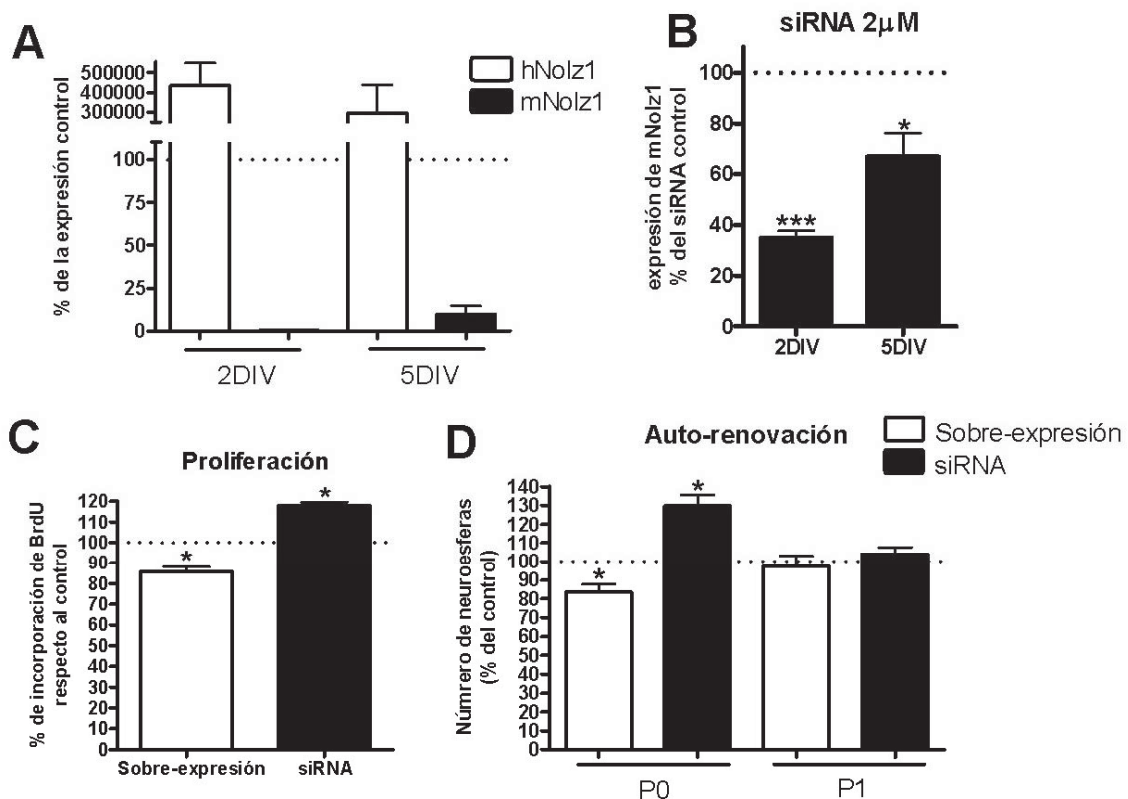 A
% de la expresión control
500000
400000
300000
100
75
50
25
0
hNolz1
mNolz1
2DIV
5DIV
B
siRNA 2µM
expresión de mNolz1
% del siRNA control
100
80
60
40
20
0
***
*
2DIV
5DIV
C
Proliferación
% de incorporación de BrdU
respecto al control
120
110
100
90
80
70
60
50
40
30
20
10
0
*
*
Sobre-expresión
siRNA
D
Auto-renovación
Sobre-expresión
siRNA
Númrero de neuroesferas
(% del control)
140
130
120
110
100
90
80
70
60
50
40
30
20
10
0
*
*
P0
P1